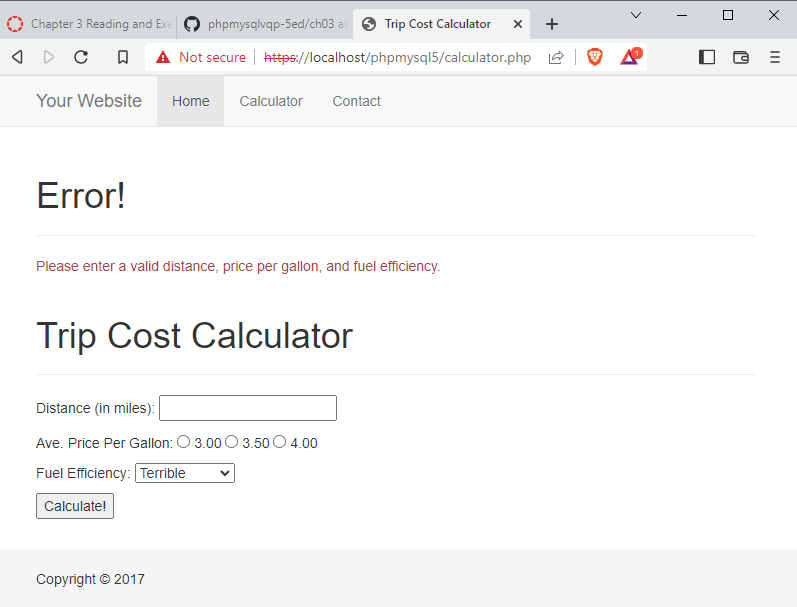 Chapter 3 Reading and Exe
phpmysqlvqp-5ed/ch03 at
Trip Cost Calculator
Not secure https://localhost/phpmysql5/calculator.php 1
Your Website Home Calculator Contact
Error!
Please enter a valid distance, price per gallon, and fuel efficiency.
Trip Cost Calculator
Distance (in miles):
Ave. Price Per Gallon: 3.00 3.50 4.00
Fuel Efficiency: Terrible
Calculate!
Copyright © 2017